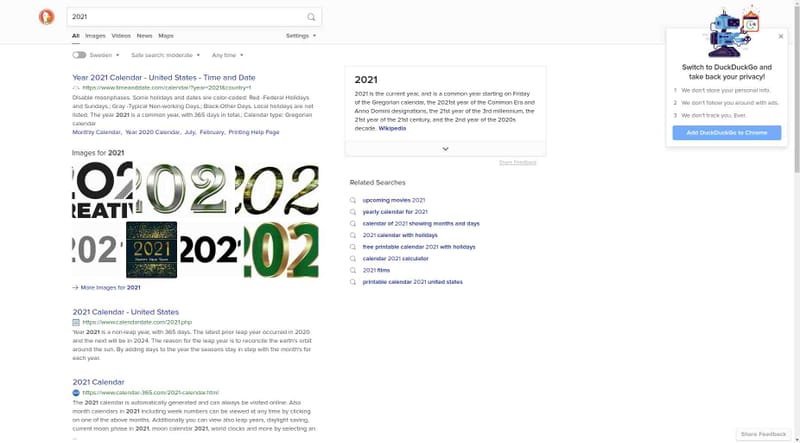 2021
All Images Videos News Maps Settings
Sweden Safe search: moderate Any time
Year 2021 Calendar - United States - Time and Date
https://www.timeanddate.com/calendar/?year=2021&country=1
Disable moonphases. Some holidays and dates are color-coded: Red -Federal Holidays
and Sundays.; Gray -Typical Non-working Days.; Black-Other Days. Local holidays are not
listed. The year 2021 is a common year, with 365 days in total.; Calendar type: Gregorian
calendar
Monthly Calendar, Year 2020 Calendar, July, February, Printing Help Page
Images for 2021
202
REATIV
202
202
202
2021
202
202
More Images for 2021
2021 Calendar - United States
https://www.calendardate.com/2021.php
Year 2021 is a non-leap year, with 365 days. The latest prior leap year occurred in 2020
and the next will be in 2024. The reason for the leap year is to reconcile the earth's orbit
around the sun. By adding days to the year the seasons stay in step with the month's for
each year.
2021 Calendar
https://www.calendar-365.com/2021-calendar.html
The 2021 calendar is automatically generated and can always be visited online. Also
month calendars in 2021 including week numbers can be viewed at any time by clicking
on one of the above months. Additionally you can view also leap years, daylight saving,
current moon phase in 2021, moon calendar 2021, world clocks and more by selecting an
...
2021
2021 is the current year, and is a common year starting on Friday
of the Gregorian calendar, the 2021st year of the Common Era and
Anno Domini designations, the 21st year of the 3rd millennium, the
21st year of the 21st century, and the 2nd year of the 2020s
decade. Wikipedia
Share Feedback
Related Searches
upcoming movies 2021
yearly calendar for 2021
calendar of 2021 showing months and days
2021 calendar with holidays
free printable calendar 2021 with holidays
calendar 2021 calculator
2021 films
printable calendar 2021 united states
Switch to DuckDuckGo and
take back your privacy!
1 We don't store your personal info.
2 We don't follow you around with ads.
3 We don't track you. Ever.
Add DuckDuckGo to Chrome
Share Feedback